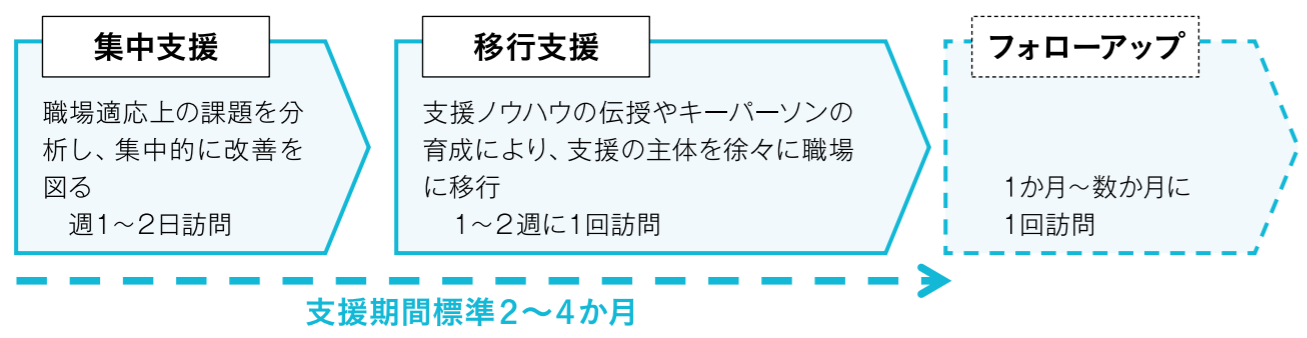 集中支援
職場適応上の課題を分
析し、集中的に改善を
図る
週1～2日訪問
移行支援
支援ノウハウの伝授やキーパーソンの
育成により、支援の主体を徐々に職場
に移行
1～2週に1回訪問
フォローアップ
1か月～数か月に
1回訪問
支援期間標準2～4か月